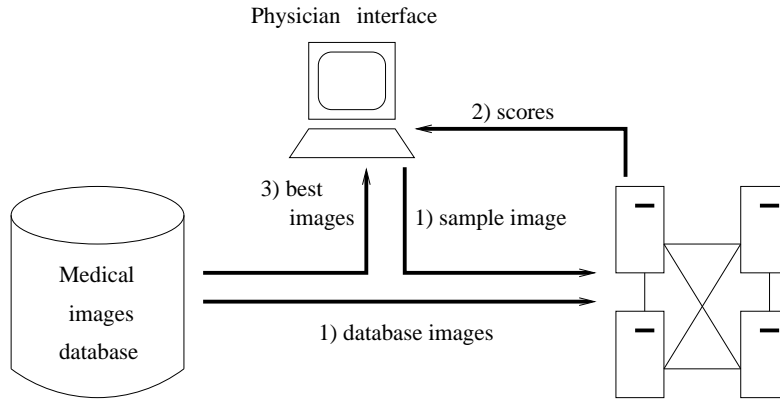 Physician interface
2) scores
3) best
images
1) sample image
Medical
images
database
1) database images